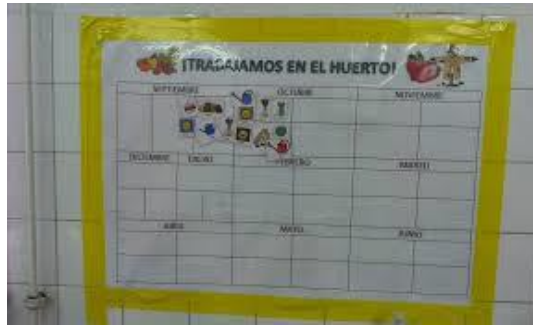 ¡TRABAJAMOS EN EL HUERTO!
SEPTIEMBRE OCTUBRE NOVIEMBRE
DICIEMBRE ENERO FEBRERO MARZO
ABRIL MAYO JUNIO